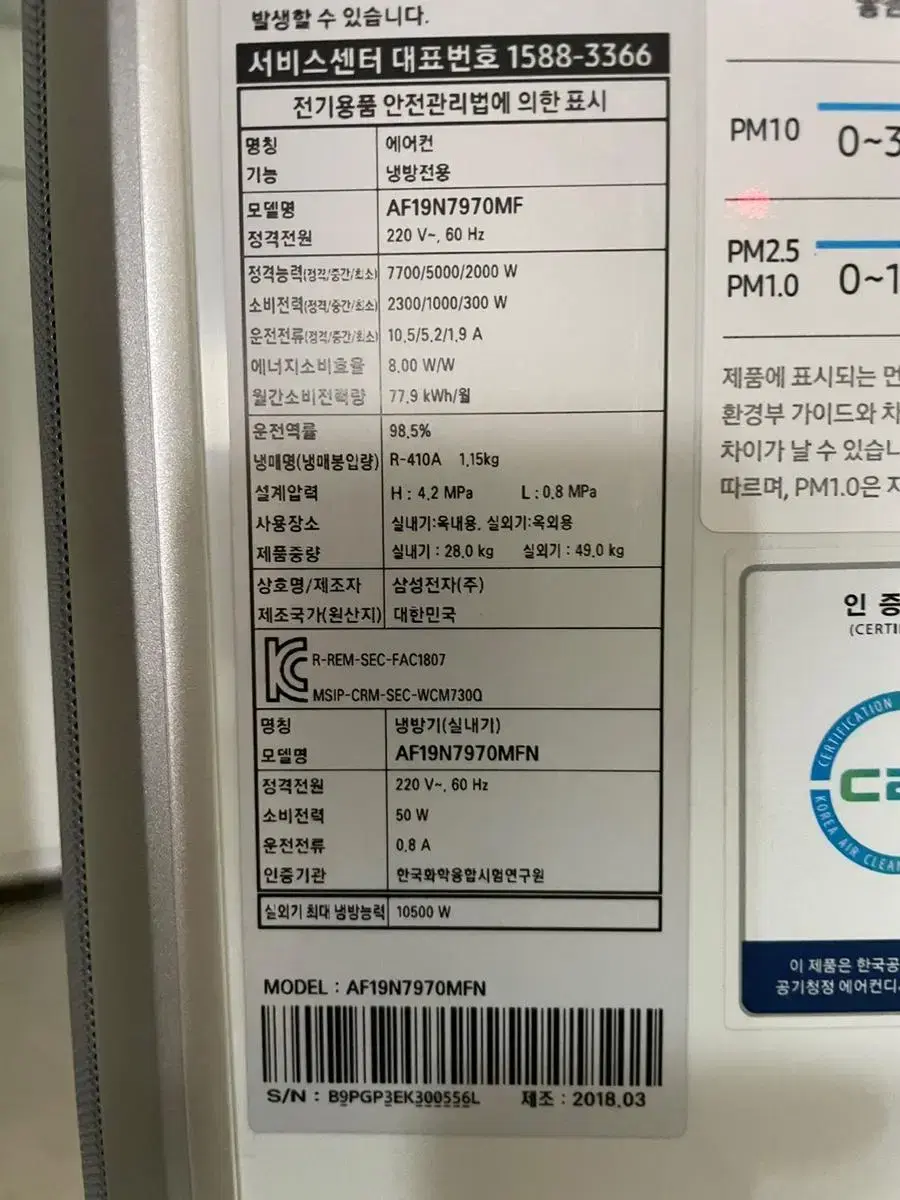 발생할 수 있습니다.
서비스센터 대표번호 1588-3366
전기용품 안전관리법에 의한 표시
명칭 에어컨
기능 냉방전용
모델명 AF19N7970MF
정격전원 220 V~, 60 Hz
정격능력(정격/중간/최소) 7700/5000/2000 W
소비전력(정격/중간/최소) 2300/1000/300 W
운전전류(정격/중간/최소) 10.5/5.2/1.9 A
에너지소비효율 8.00 W/W
월간소비전력량 77.9 kWh/월
운전역률 98.5%
냉매명(냉매봉입량) R-410A 1.15kg
설계압력 H : 4.2 MPa L : 0.8 MPa
사용장소 실내기:옥내용, 실외기:옥외용
제품중량 실내기 : 28.0 kg 실외기 : 49.0 kg
상호명/제조자 삼성전자(주)
제조국가(원산지) 대한민국
R-REM-SEC-FAC1807
MSIP-CRM-SEC-WCM730Q
명칭 냉방기(실내기)
모델명 AF19N7970MFN
정격전원 220 V~, 60 Hz
소비전력 50 W
운전전류 0.8 A
인증기관 한국화학융합시험연구원
실외기 최대 냉방능력 10500 W
MODEL : AF19N7970MFN
S/N : B9PGP3EK300556L 제조 : 2018.03
PM10 0~3
PM2.5
PM1.0 0~1
제품에 표시되는 먼
환경부 가이드와 차
차이가 날 수 있습니
따르며, PM1.0은 지
인 증
(CERTI
CERTIFICATION
KOREA AIR CLEAN
이 제품은 한국공
공기청정 에어컨디